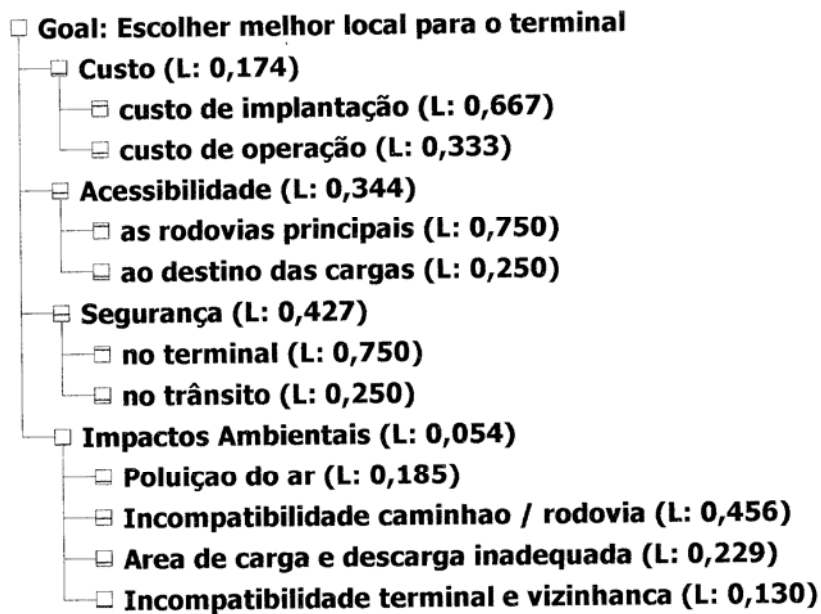 Goal: Escolher melhor local para o terminal
Custo (L: 0,174)
custo de implantação (L: 0,667)
custo de operação (L: 0,333)
Acessibilidade (L: 0,344)
as rodovias principais (L: 0,750)
ao destino das cargas (L: 0,250)
Segurança (L: 0,427)
no terminal (L: 0,750)
no trânsito (L: 0,250)
Impactos Ambientais (L: 0,054)
Poluiçao do ar (L: 0,185)
Incompatibilidade caminhao / rodovia (L: 0,456)
Area de carga e descarga inadequada (L: 0,229)
Incompatibilidade terminal e vizinhanca (L: 0,130)